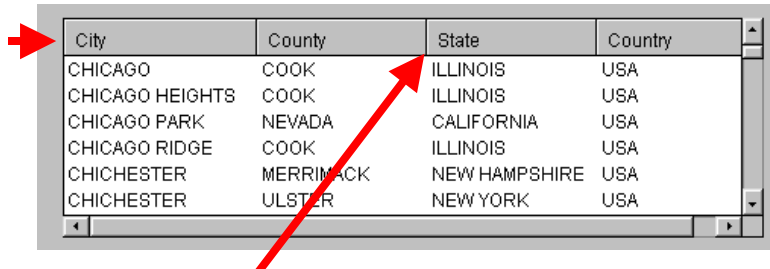 City County State Country
CHICAGO COOK ILLINOIS USA
CHICAGO HEIGHTS COOK ILLINOIS USA
CHICAGO PARK NEVADA CALIFORNIA USA
CHICAGO RIDGE COOK ILLINOIS USA
CHICHESTER MERRIMACK NEW HAMPSHIRE USA
CHICHESTER ULSTER NEW YORK USA